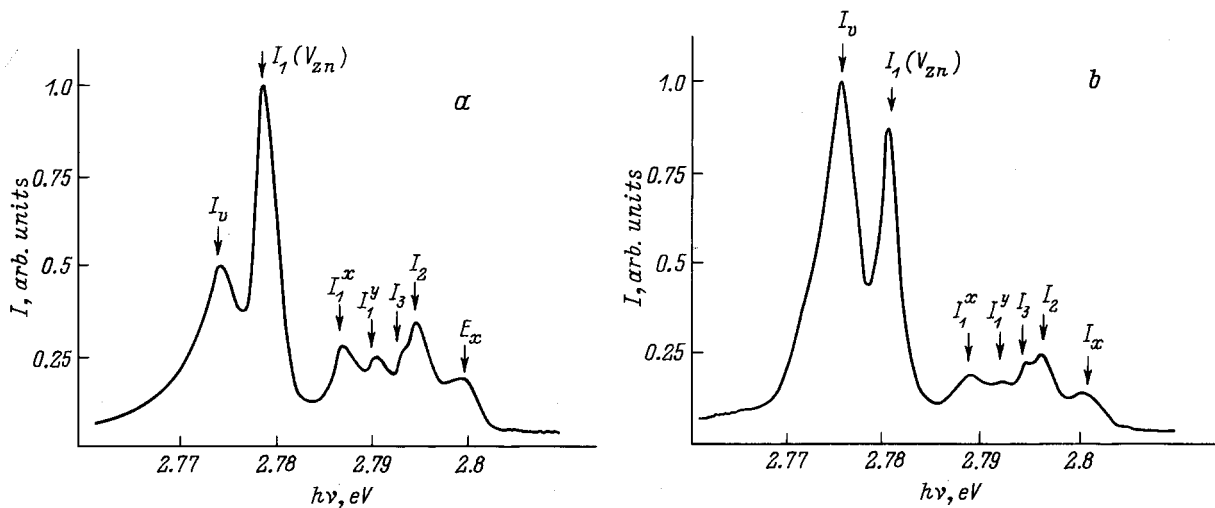 a
I, arb. units
1.0
0.75
0.5
0.25
I_v
I_1(V_Zn)
I_1^x
I_1^y
I_3
I_2
E_x
2.77 2.78 2.79 2.8
hν, eV
b
I, arb. units
1.0
0.75
0.5
0.25
I_v
I_1(V_Zn)
I_1^x
I_1^y
I_3
I_2
I_x
2.77 2.78 2.79 2.8
hν, eV